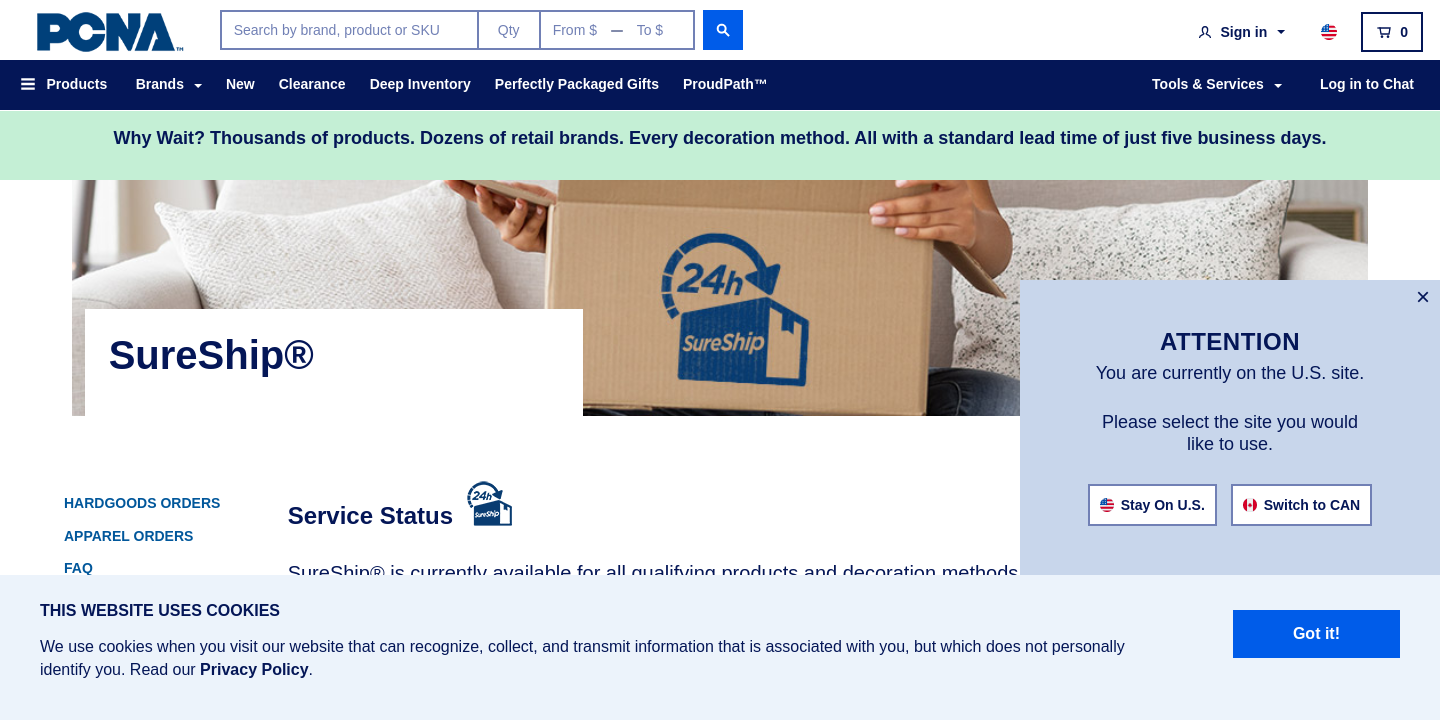 PCNA™
Search by brand, product or SKU
Qty
From $ — To $
Sign in
0
Products
Brands
New
Clearance
Deep Inventory
Perfectly Packaged Gifts
ProudPath™
Tools & Services
Log in to Chat
Why Wait? Thousands of products. Dozens of retail brands. Every decoration method. All with a standard lead time of just five business days.
24h
SureShip
SureShip®
×
ATTENTION
You are currently on the U.S. site.
Please select the site you would
like to use.
Stay On U.S.
Switch to CAN
HARDGOODS ORDERS
APPAREL ORDERS
FAQ
Service Status
24h
SureShip
SureShip® is currently available for all qualifying products and decoration methods
THIS WEBSITE USES COOKIES
We use cookies when you visit our website that can recognize, collect, and transmit information that is associated with you, but which does not personally
identify you. Read our Privacy Policy.
Got it!